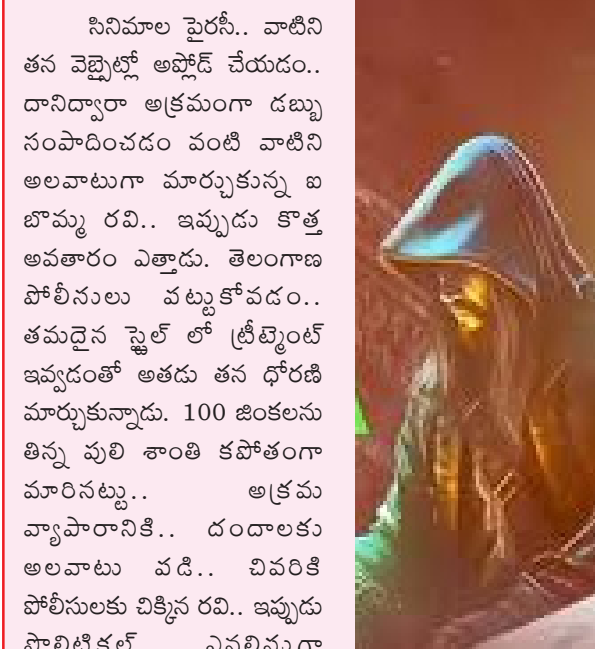 సినిమాల పైరసీ.. వాటిని
తన వెబ్సైట్లో అప్లోడ్ చేయడం..
దానిద్వారా అక్రమంగా డబ్బు
సంపాదించడం వంటి వాటిని
అలవాటుగా మార్చుకున్న ఐ
బొమ్మ రవి.. ఇప్పుడు కొత్త
అవతారం ఎత్తాడు. తెలంగాణ
పోలీసులు పట్టుకోవడం..
తమదైన స్టైల్ లో ట్రీట్మెంట్
ఇవ్వడంతో అతడు తన ధోరణి
మార్చుకున్నాడు. 100 జింకలను
తిన్న పులి శాంతి కపోతంగా
మారినట్టు.. అక్రమ
వ్యాపారానికి.. దందాలకు
అలవాటు పడి.. చివరికి
పోలీసులకు చిక్కిన రవి.. ఇప్పుడు